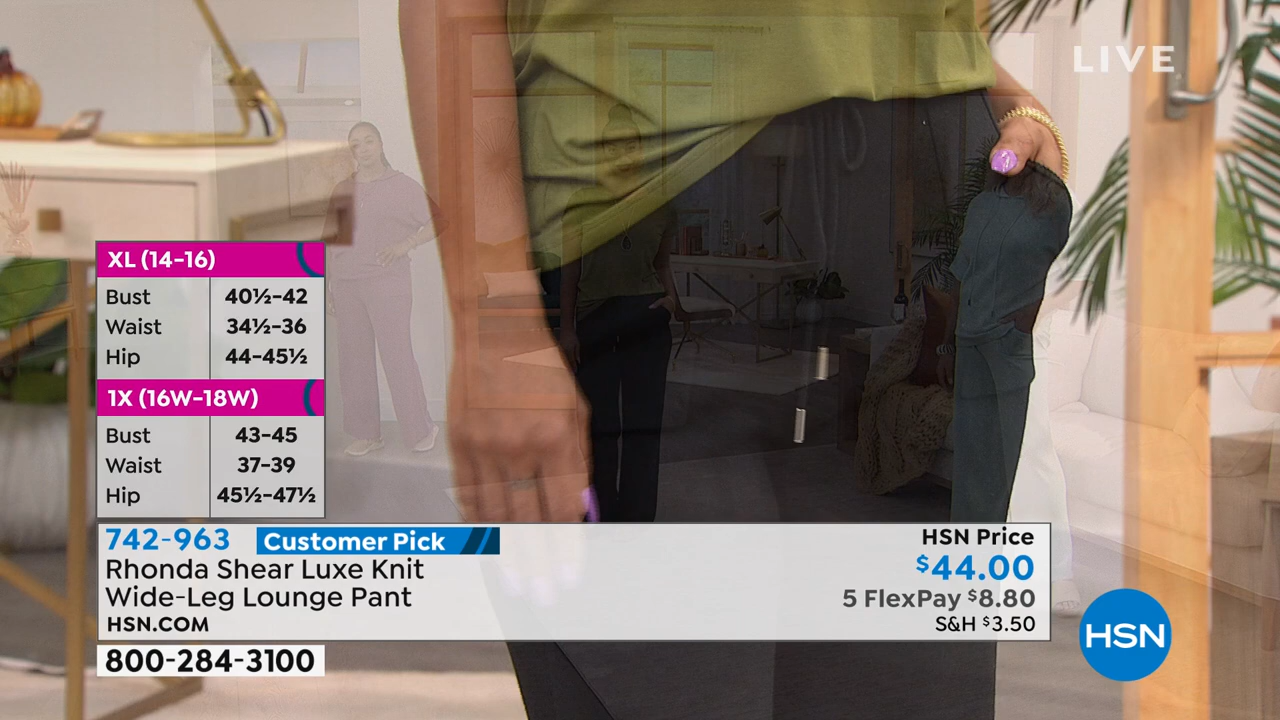 LIVE
XL (14-16)
Bust 40½-42
Waist 34½-36
Hip 44-45½
1X (16W-18W)
Bust 43-45
Waist 37-39
Hip 45½-47½
742-963 Customer Pick
Rhonda Shear Luxe Knit
Wide-Leg Lounge Pant
HSN.COM
HSN Price
$44.00
5 FlexPay $8.80
S&H $3.50
800-284-3100
HSN